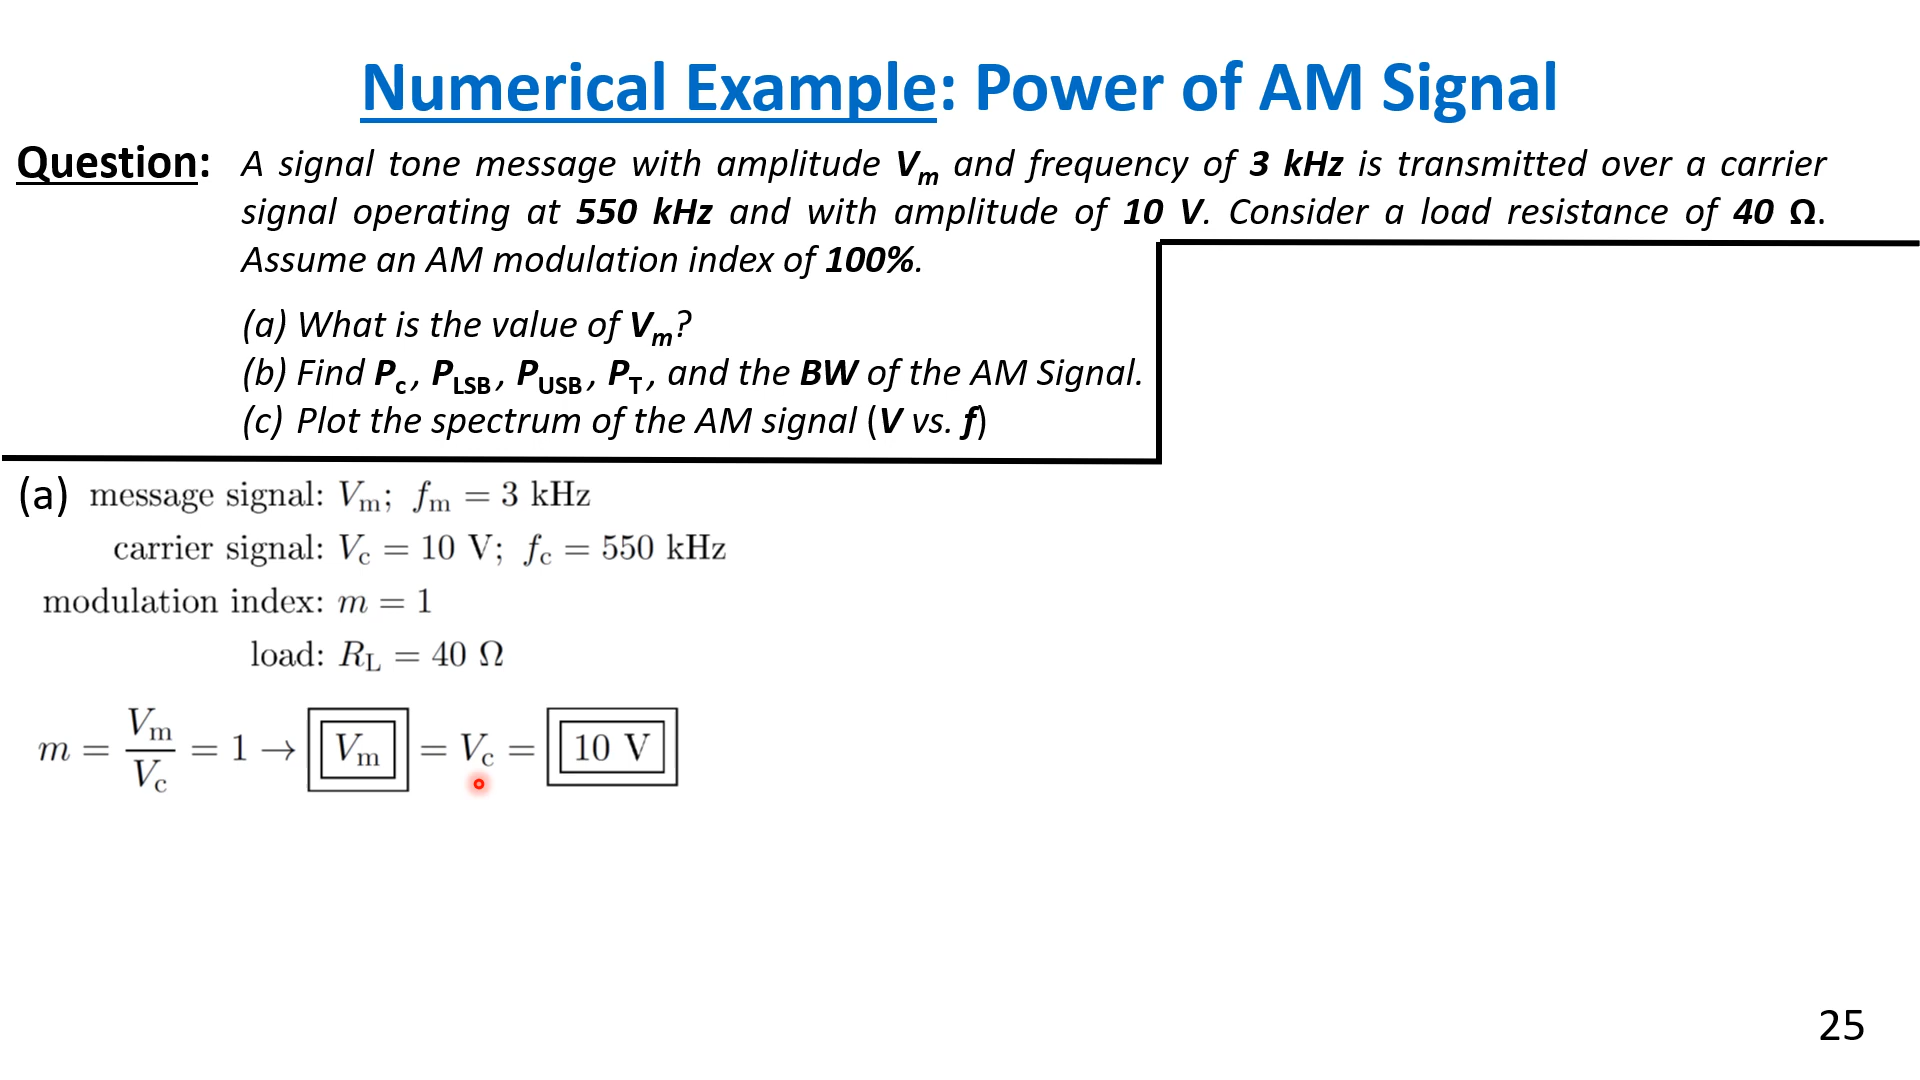 Numerical Example: Power of AM Signal
Question: A signal tone message with amplitude Vm and frequency of 3 kHz is transmitted over a carrier
signal operating at 550 kHz and with amplitude of 10 V. Consider a load resistance of 40 Ω.
Assume an AM modulation index of 100%.
(a) What is the value of Vm?
(b) Find Pc, PLSB, PUSB, PT, and the BW of the AM Signal.
(c) Plot the spectrum of the AM signal (V vs. f)
(a) message signal: Vm; fm = 3 kHz
carrier signal: Vc = 10 V; fc = 550 kHz
modulation index: m = 1
load: RL = 40 Ω
m = Vm/Vc = 1 → Vm = Vc = 10 V
25